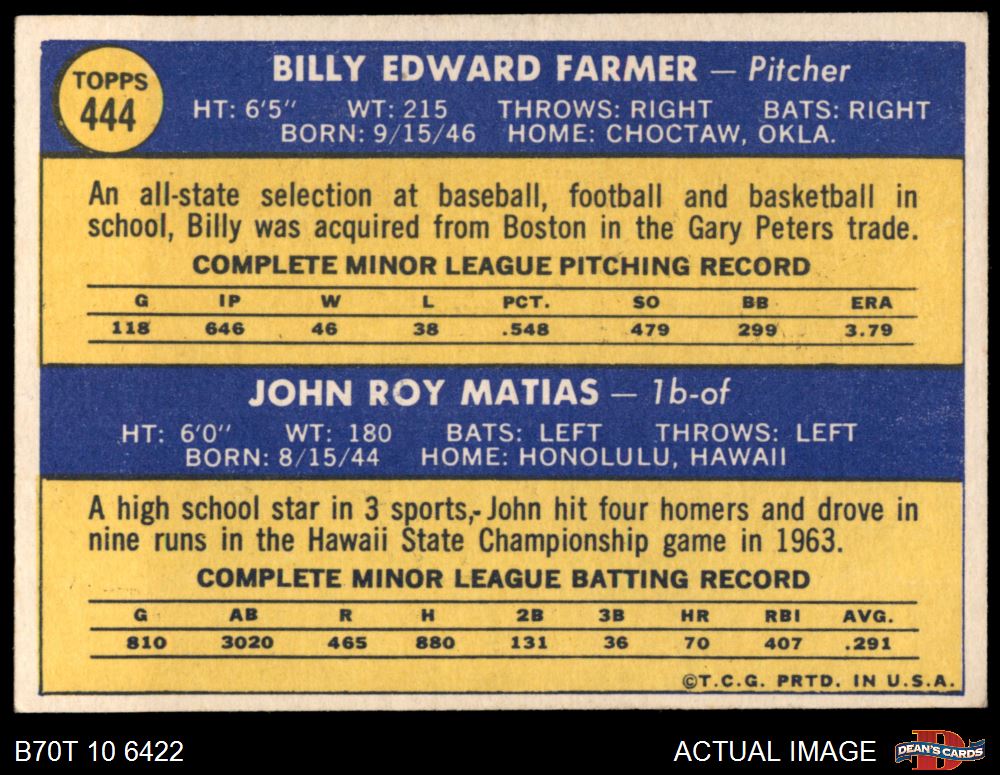 TOPPS
444
BILLY EDWARD FARMER — Pitcher
HT: 6'5" WT: 215 THROWS: RIGHT BATS: RIGHT
BORN: 9/15/46 HOME: CHOCTAW, OKLA.
An all-state selection at baseball, football and basketball in
school, Billy was acquired from Boston in the Gary Peters trade.
COMPLETE MINOR LEAGUE PITCHING RECORD
G IP W L PCT. SO BB ERA
118 646 46 38 .548 479 299 3.79
JOHN ROY MATIAS — 1b-of
HT: 6'0" WT: 180 BATS: LEFT THROWS: LEFT
BORN: 8/15/44 HOME: HONOLULU, HAWAII
A high school star in 3 sports, John hit four homers and drove in
nine runs in the Hawaii State Championship game in 1963.
COMPLETE MINOR LEAGUE BATTING RECORD
G AB R H 2B 3B HR RBI AVG.
810 3020 465 880 131 36 70 407 .291
©T.C.G. PRTD. IN U.S.A.
B70T 10 6422
ACTUAL IMAGE
D
DEAN'S CARDS